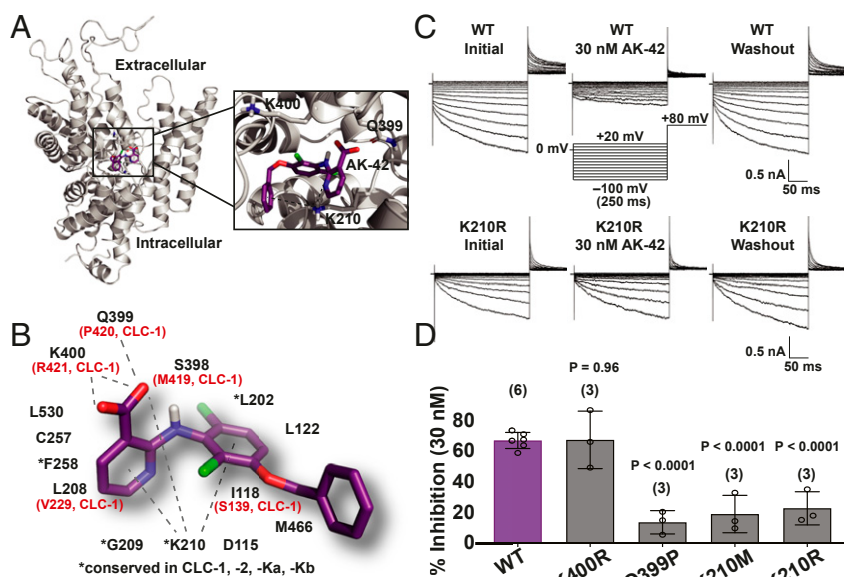 A
Extracellular
Intracellular
K400
Q399
AK-42
K210
B
Q399
(P420, CLC-1)
K400
(R421, CLC-1)
S398
(M419, CLC-1)
*L202
L530
L122
C257
*F258
L208
(V229, CLC-1)
I118
(S139, CLC-1)
M466
*G209
*K210
D115
*conserved in CLC-1, -2, -Ka, -Kb
C
WT
Initial
WT
30 nM AK-42
WT
Washout
+80 mV
+20 mV
0 mV
–100 mV
(250 ms)
0.5 nA
50 ms
K210R
Initial
K210R
30 nM AK-42
K210R
Washout
0.5 nA
50 ms
D
% Inhibition (30 nM)
80
60
40
20
0
(6)
P = 0.96
(3)
P < 0.0001
(3)
P < 0.0001
(3)
P < 0.0001
(3)
WT
K400R
Q399P
K210M
K210R